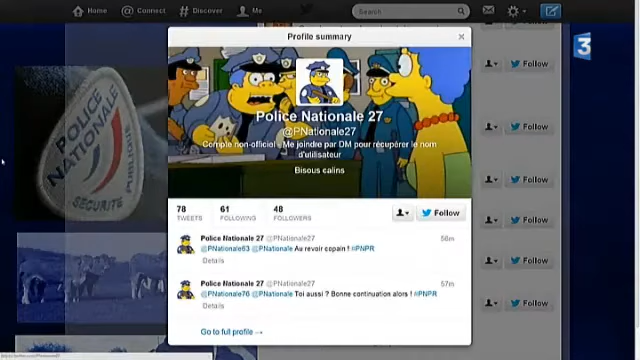 Home
@ Connect
# Discover
Me
Search
3
Profile summary
×
Police Nationale 27
@PNationale27
Compte non-officiel : Me joindre par DM pour récupérer le nom
d'utilisateur
Bisous calins
78
TWEETS
61
FOLLOWING
48
FOLLOWERS
Follow
Police Nationale 27 @PNationale27 56m
@PNationale63 @PNationale Au revoir copain ! #PNPR
Details
Police Nationale 27 @PNationale27 57m
@PNationale76 @PNationale Toi aussi ? Bonne continuation alors ! #PNPR
Details
Go to full profile →
Follow
Follow
Follow
Follow
Follow
Follow
POLICE
NATIONALE
SECURITE
PUBLIQUE